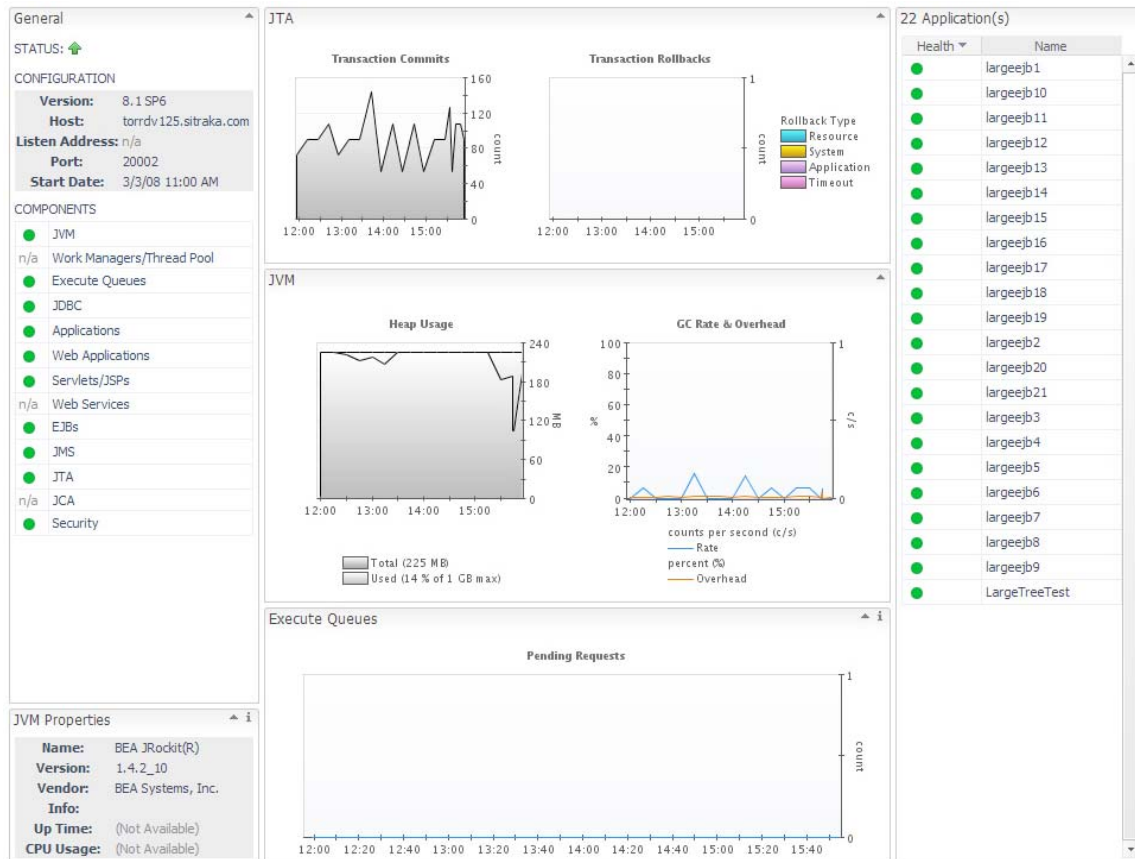 General
STATUS:
CONFIGURATION
Version: 8.1 SP6
Host: torrdv125.sitraka.com
Listen Address: n/a
Port: 20002
Start Date: 3/3/08 11:00 AM
COMPONENTS
JVM
n/a Work Managers/Thread Pool
Execute Queues
JDBC
Applications
Web Applications
Servlets/JSPs
n/a Web Services
EJBs
JMS
JTA
n/a JCA
Security
JVM Properties
i
Name: BEA JRockit(R)
Version: 1.4.2_10
Vendor: BEA Systems, Inc.
Info:
Up Time: (Not Available)
CPU Usage: (Not Available)
JTA
Transaction Commits
160
120
80
40
0
count
12:00 13:00 14:00 15:00
Transaction Rollbacks
1
0
count
12:00 13:00 14:00 15:00
Rollback Type
Resource
System
Application
Timeout
JVM
Heap Usage
240
180
120
60
0
MB
12:00 13:00 14:00 15:00
Total (225 MB)
Used (14 % of 1 GB max)
GC Rate & Overhead
100
80
60
40
20
0
%
1
0
c/s
12:00 13:00 14:00 15:00
counts per second (c/s)
Rate
percent (%)
Overhead
Execute Queues
i
Pending Requests
1
0
count
12:00 12:20 12:40 13:00 13:20 13:40 14:00 14:20 14:40 15:00 15:20 15:40
22 Application(s)
Health Name
largeejb1
largeejb10
largeejb11
largeejb12
largeejb13
largeejb14
largeejb15
largeejb16
largeejb17
largeejb18
largeejb19
largeejb2
largeejb20
largeejb21
largeejb3
largeejb4
largeejb5
largeejb6
largeejb7
largeejb8
largeejb9
LargeTreeTest